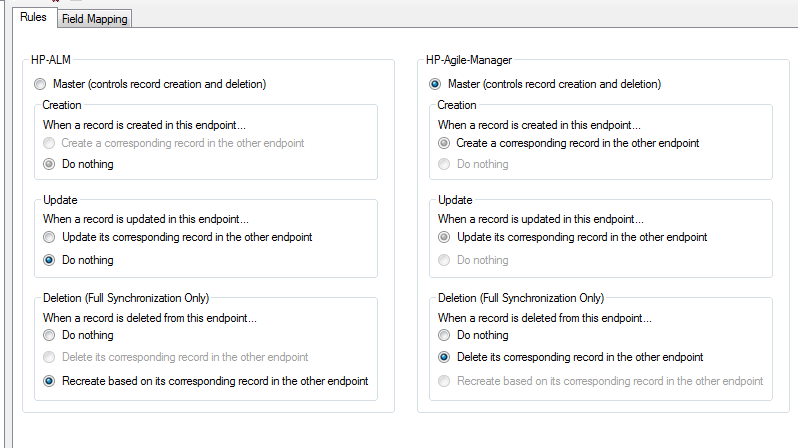 Rules
Field Mapping
HP-ALM
Master (controls record creation and deletion)
Creation
When a record is created in this endpoint...
Create a corresponding record in the other endpoint
Do nothing
Update
When a record is updated in this endpoint...
Update its corresponding record in the other endpoint
Do nothing
Deletion (Full Synchronization Only)
When a record is deleted from this endpoint...
Do nothing
Delete its corresponding record in the other endpoint
Recreate based on its corresponding record in the other endpoint
HP-Agile-Manager
Master (controls record creation and deletion)
Creation
When a record is created in this endpoint...
Create a corresponding record in the other endpoint
Do nothing
Update
When a record is updated in this endpoint...
Update its corresponding record in the other endpoint
Do nothing
Deletion (Full Synchronization Only)
When a record is deleted from this endpoint...
Do nothing
Delete its corresponding record in the other endpoint
Recreate based on its corresponding record in the other endpoint